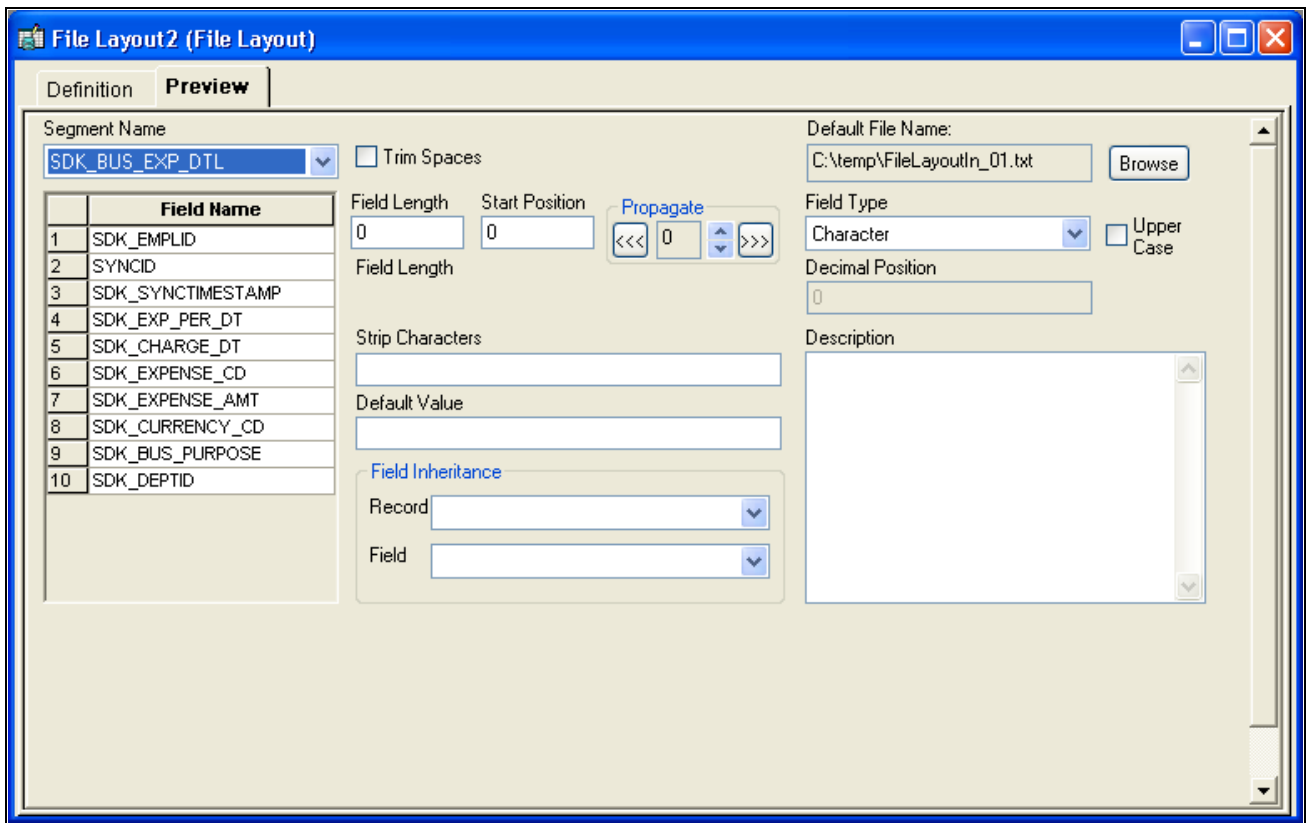 File Layout2 (File Layout)
Definition Preview
Segment Name
SDK_BUS_EXP_DTL
Trim Spaces
Default File Name:
C:\temp\FileLayoutIn_01.txt
Browse
Field Name
1 SDK_EMPLID
2 SYNCID
3 SDK_SYNCTIMESTAMP
4 SDK_EXP_PER_DT
5 SDK_CHARGE_DT
6 SDK_EXPENSE_CD
7 SDK_EXPENSE_AMT
8 SDK_CURRENCY_CD
9 SDK_BUS_PURPOSE
10 SDK_DEPTID
Field Length
0
Start Position
0
Propagate
<<< 0 >>>
Field Length
Field Type
Character
Upper
Case
Decimal Position
0
Strip Characters
Default Value
Field Inheritance
Record
Field
Description